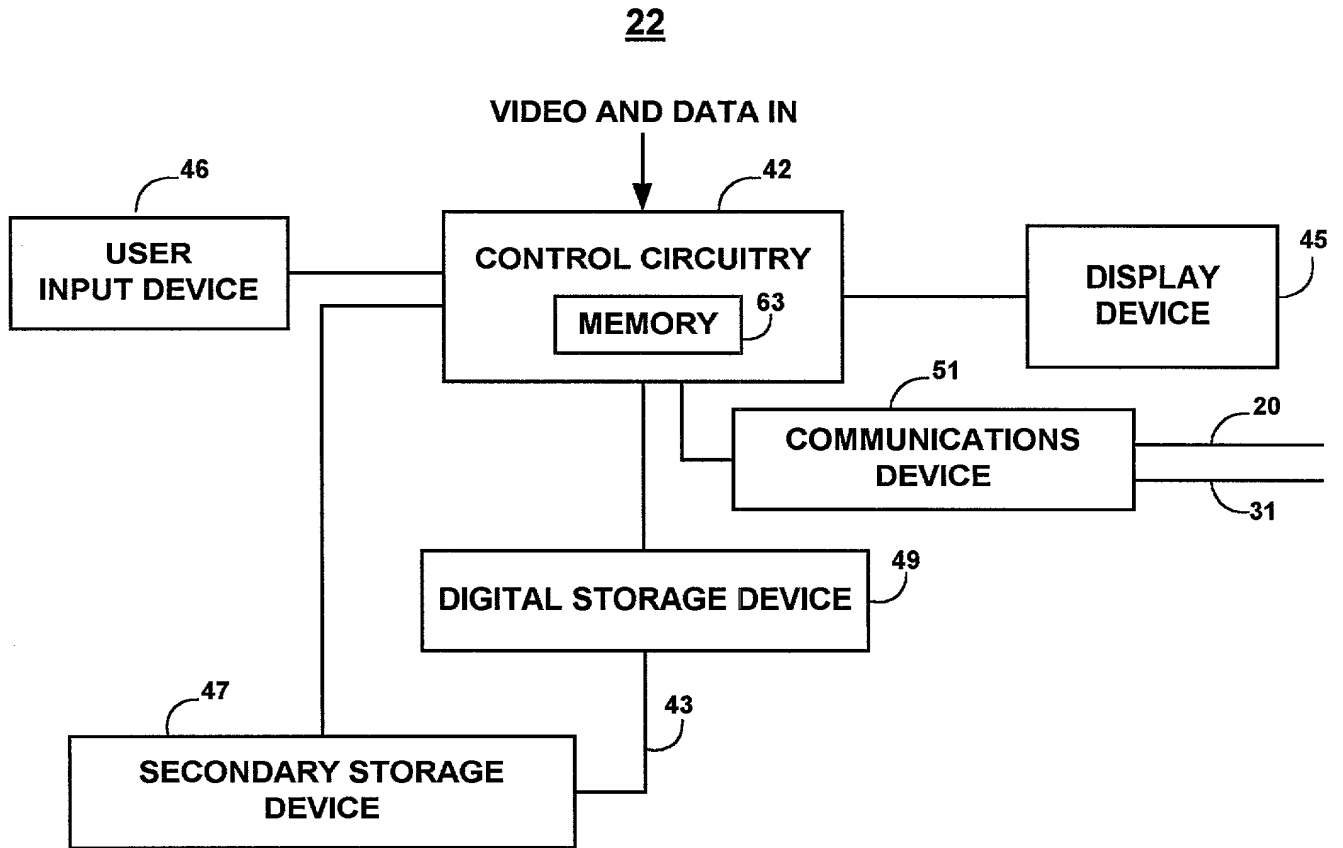 22
VIDEO AND DATA IN
46
42
USER
INPUT DEVICE
CONTROL CIRCUITRY
45
DISPLAY
DEVICE
63
MEMORY
51
20
COMMUNICATIONS
DEVICE
31
49
DIGITAL STORAGE DEVICE
47
43
SECONDARY STORAGE
DEVICE